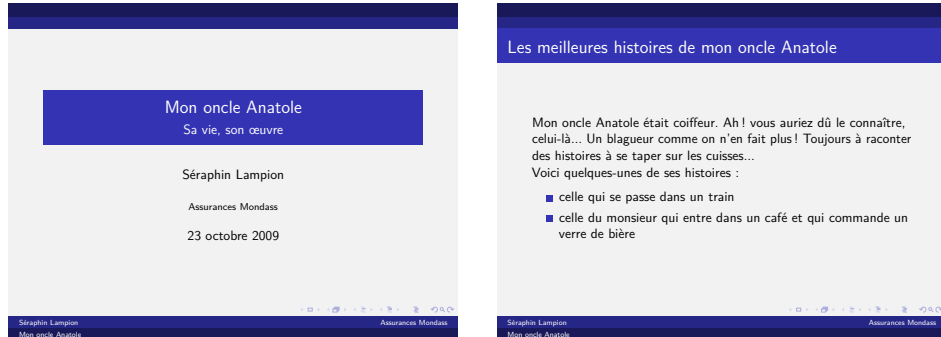 Mon oncle Anatole
Sa vie, son œuvre
Séraphin Lampion
Assurances Mondass
23 octobre 2009
Séraphin Lampion
Assurances Mondass
Mon oncle Anatole
Les meilleures histoires de mon oncle Anatole
Mon oncle Anatole était coiffeur. Ah ! vous auriez dû le connaître,
celui-là... Un blagueur comme on n'en fait plus ! Toujours à raconter
des histoires à se taper sur les cuisses...
Voici quelques-unes de ses histoires :
celle qui se passe dans un train
celle du monsieur qui entre dans un café et qui commande un
verre de bière
Séraphin Lampion
Assurances Mondass
Mon oncle Anatole